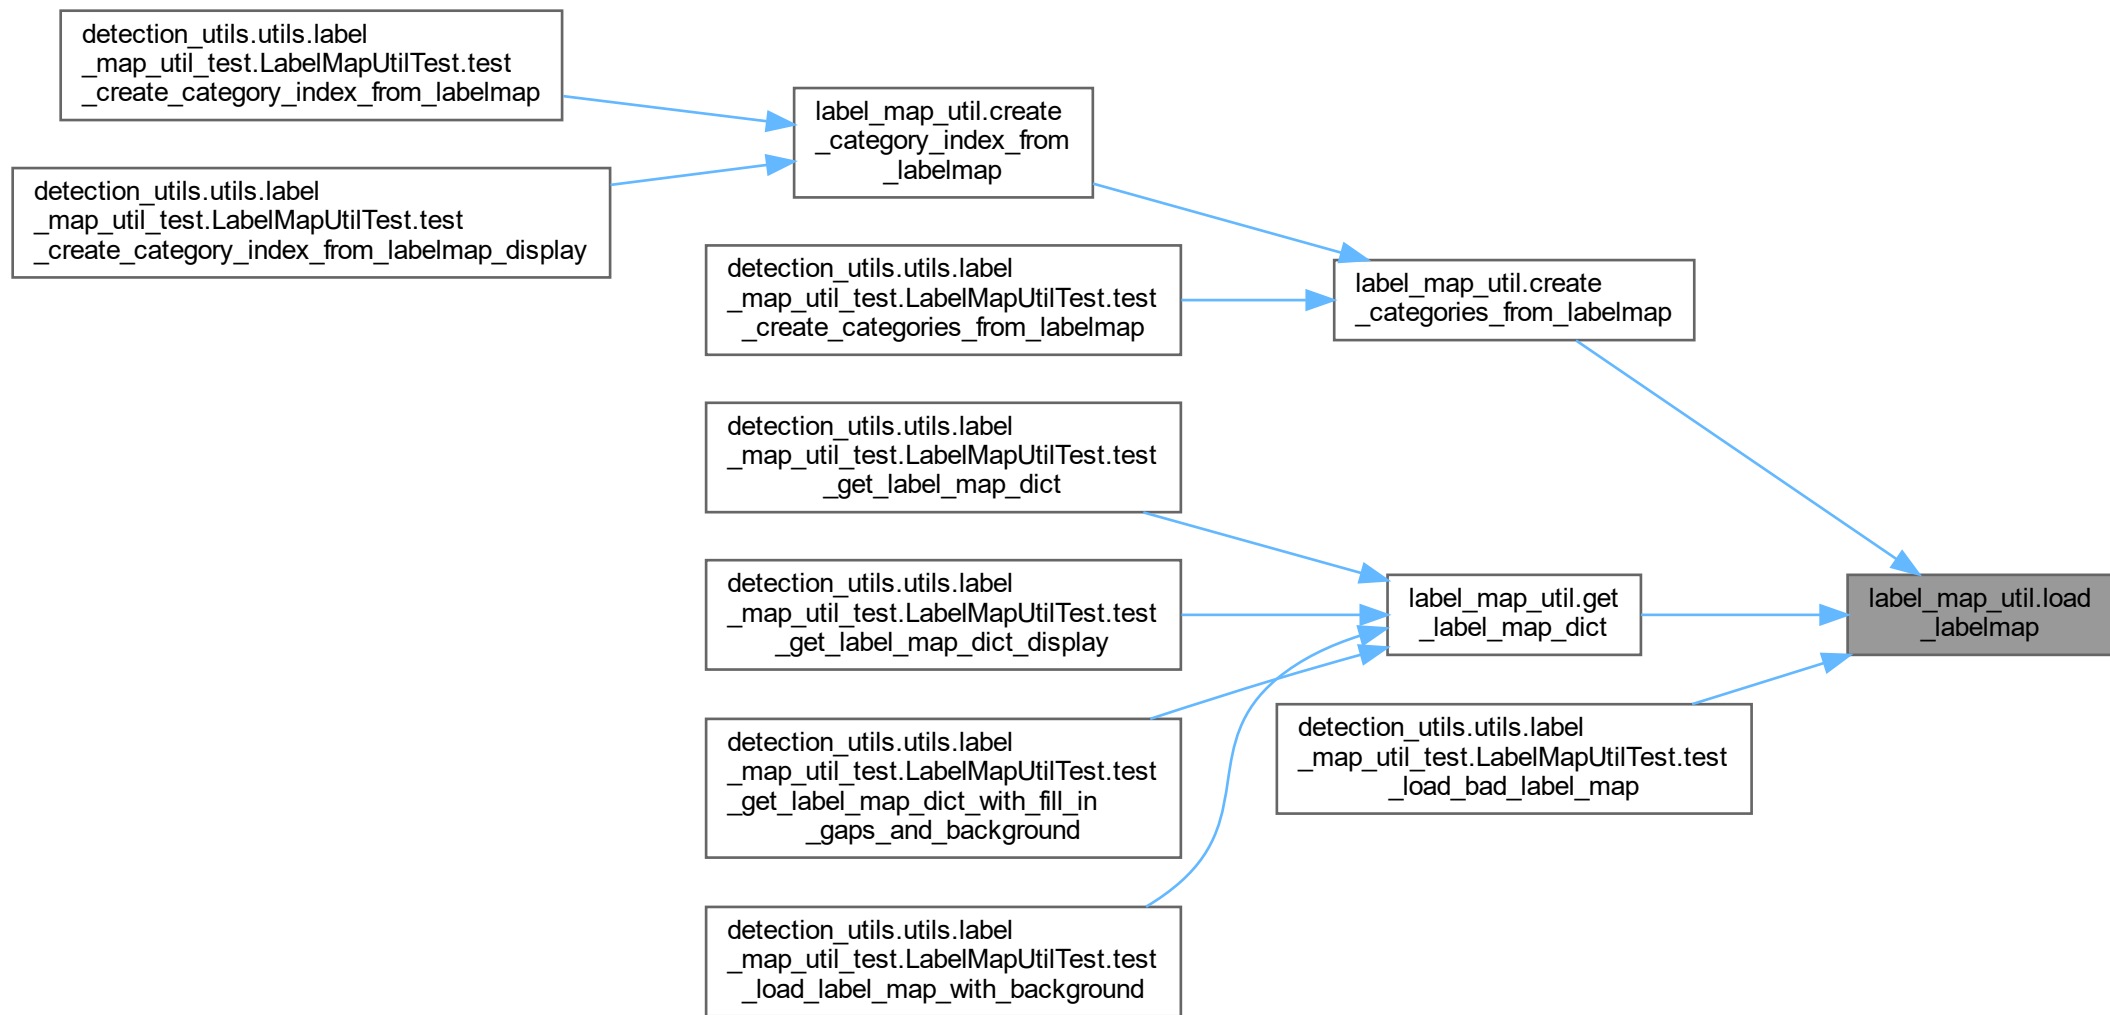 detection_utils.utils.label
_map_util_test.LabelMapUtilTest.test
_create_category_index_from_labelmap
detection_utils.utils.label
_map_util_test.LabelMapUtilTest.test
_create_category_index_from_labelmap_display
label_map_util.create
_category_index_from
_labelmap
detection_utils.utils.label
_map_util_test.LabelMapUtilTest.test
_create_categories_from_labelmap
label_map_util.create
_categories_from_labelmap
detection_utils.utils.label
_map_util_test.LabelMapUtilTest.test
_get_label_map_dict
detection_utils.utils.label
_map_util_test.LabelMapUtilTest.test
_get_label_map_dict_display
label_map_util.get
_label_map_dict
label_map_util.load
_labelmap
detection_utils.utils.label
_map_util_test.LabelMapUtilTest.test
_get_label_map_dict_with_fill_in
_gaps_and_background
detection_utils.utils.label
_map_util_test.LabelMapUtilTest.test
_load_bad_label_map
detection_utils.utils.label
_map_util_test.LabelMapUtilTest.test
_load_label_map_with_background